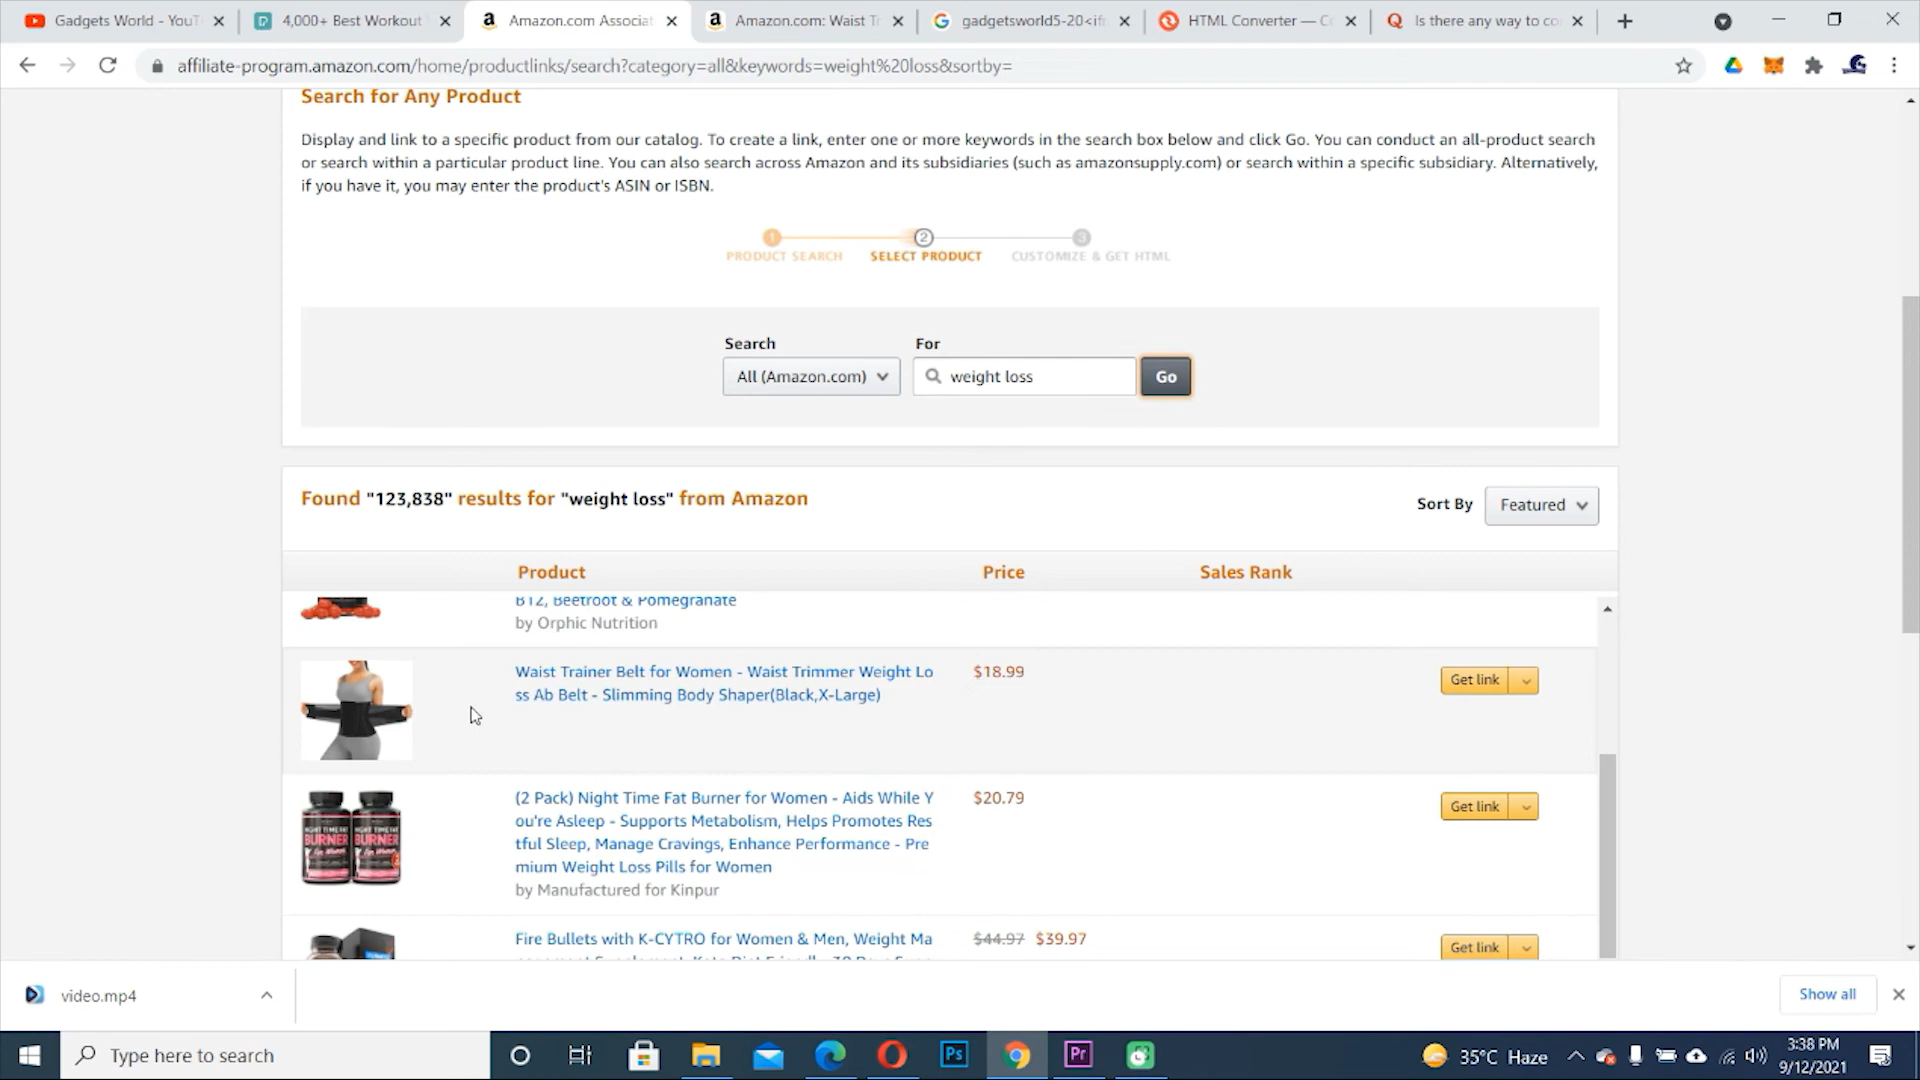 Gadgets World - YouT
4,000+ Best Workout
Amazon.com Associat
Amazon.com: Waist Tr
gadgetsworld5-20<ifr
HTML Converter — Co
Is there any way to co
affiliate-program.amazon.com/home/productlinks/search?category=all&keywords=weight%20loss&sortby=
Search for Any Product
Display and link to a specific product from our catalog. To create a link, enter one or more keywords in the search box below and click Go. You can conduct an all-product search
or search within a particular product line. You can also search across Amazon and its subsidiaries (such as amazonsupply.com) or search within a specific subsidiary. Alternatively,
if you have it, you may enter the product's ASIN or ISBN.
1 2 3
PRODUCT SEARCH SELECT PRODUCT CUSTOMIZE & GET HTML
Search For
All (Amazon.com) weight loss Go
Found "123,838" results for "weight loss" from Amazon
Sort By Featured
Product Price Sales Rank
B12, Beetroot & Pomegranate
by Orphic Nutrition
Waist Trainer Belt for Women - Waist Trimmer Weight Lo $18.99 Get link
ss Ab Belt - Slimming Body Shaper(Black,X-Large)
(2 Pack) Night Time Fat Burner for Women - Aids While Y $20.79 Get link
ou're Asleep - Supports Metabolism, Helps Promotes Res
tful Sleep, Manage Cravings, Enhance Performance - Pre
mium Weight Loss Pills for Women
by Manufactured for Kinpur
NIGHT TIME FAT
BURNER BURNER
Fire Bullets with K-CYTRO for Women & Men, Weight Ma $44.97 $39.97 Get link
video.mp4
Show all
Type here to search
Ps
Pr
35°C Haze
3:38 PM
9/12/2021